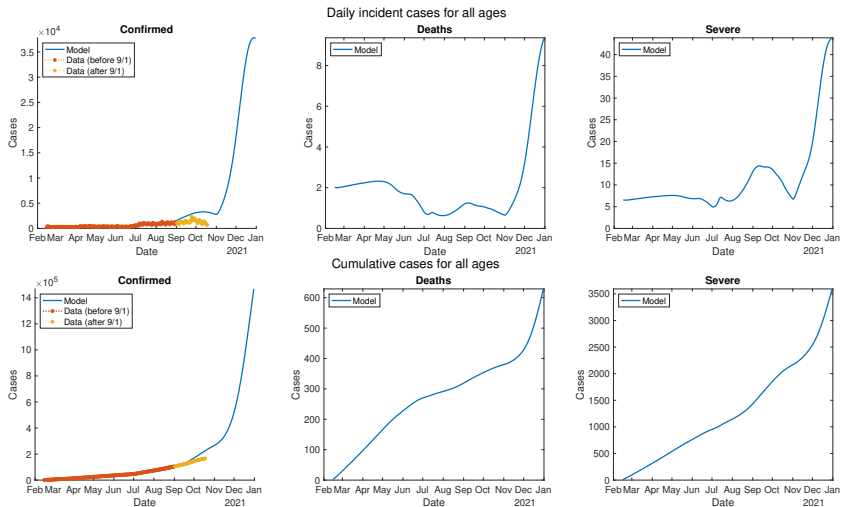 Daily incident cases for all ages
Confirmed
×10^4
Model
Data (before 9/1)
Data (after 9/1)
3.5
3
2.5
2
1.5
1
0.5
0
Cases
Feb Mar Apr May Jun Jul Aug Sep Oct Nov Dec Jan
Date 2021
Deaths
Model
8
6
4
2
0
Cases
Feb Mar Apr May Jun Jul Aug Sep Oct Nov Dec Jan
Date 2021
Severe
Model
40
35
30
25
20
15
10
5
0
Cases
Feb Mar Apr May Jun Jul Aug Sep Oct Nov Dec Jan
Date 2021
Cumulative cases for all ages
Confirmed
×10^5
Model
Data (before 9/1)
Data (after 9/1)
14
12
10
8
6
4
2
0
Cases
Feb Mar Apr May Jun Jul Aug Sep Oct Nov Dec Jan
Date 2021
Deaths
Model
600
500
400
300
200
100
0
Cases
Feb Mar Apr May Jun Jul Aug Sep Oct Nov Dec Jan
Date 2021
Severe
Model
3500
3000
2500
2000
1500
1000
500
0
Cases
Feb Mar Apr May Jun Jul Aug Sep Oct Nov Dec Jan
Date 2021